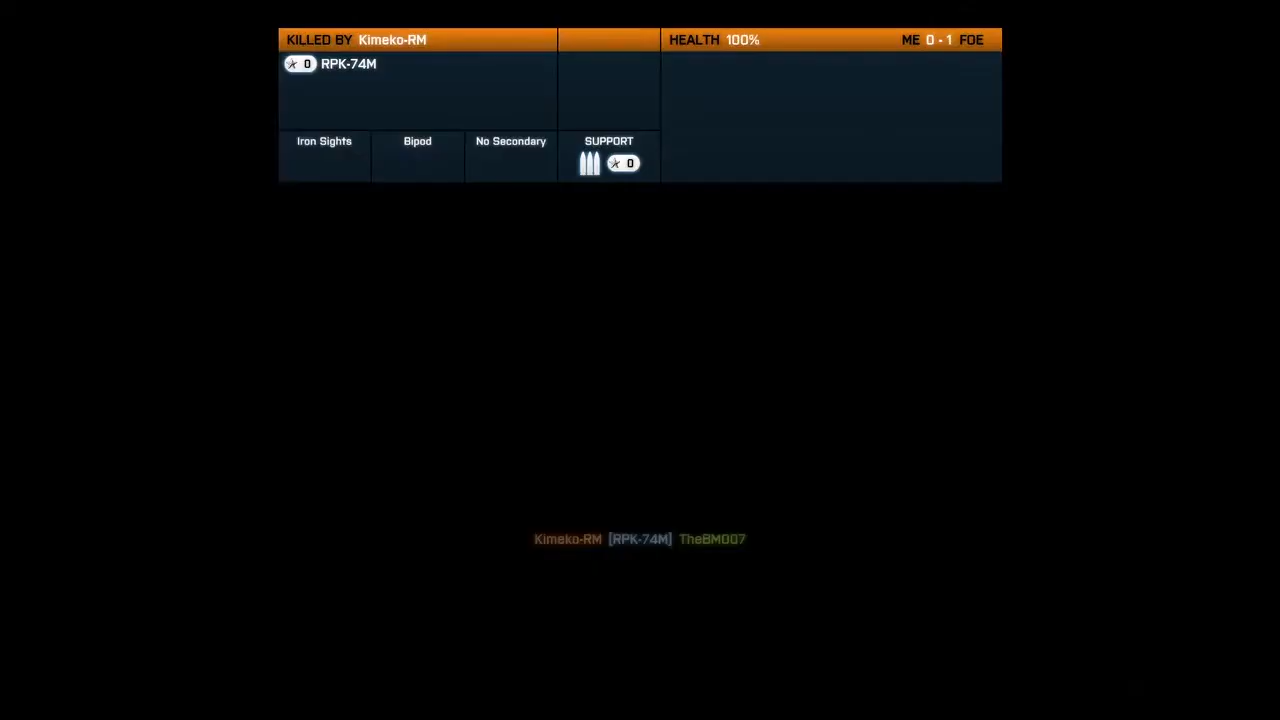 KILLED BY Kimeko-RM HEALTH 100% ME 0 - 1 FOE
0 RPK-74M
Iron Sights Bipod No Secondary SUPPORT
0
Kimeko-RM [RPK-74M] TheBM007